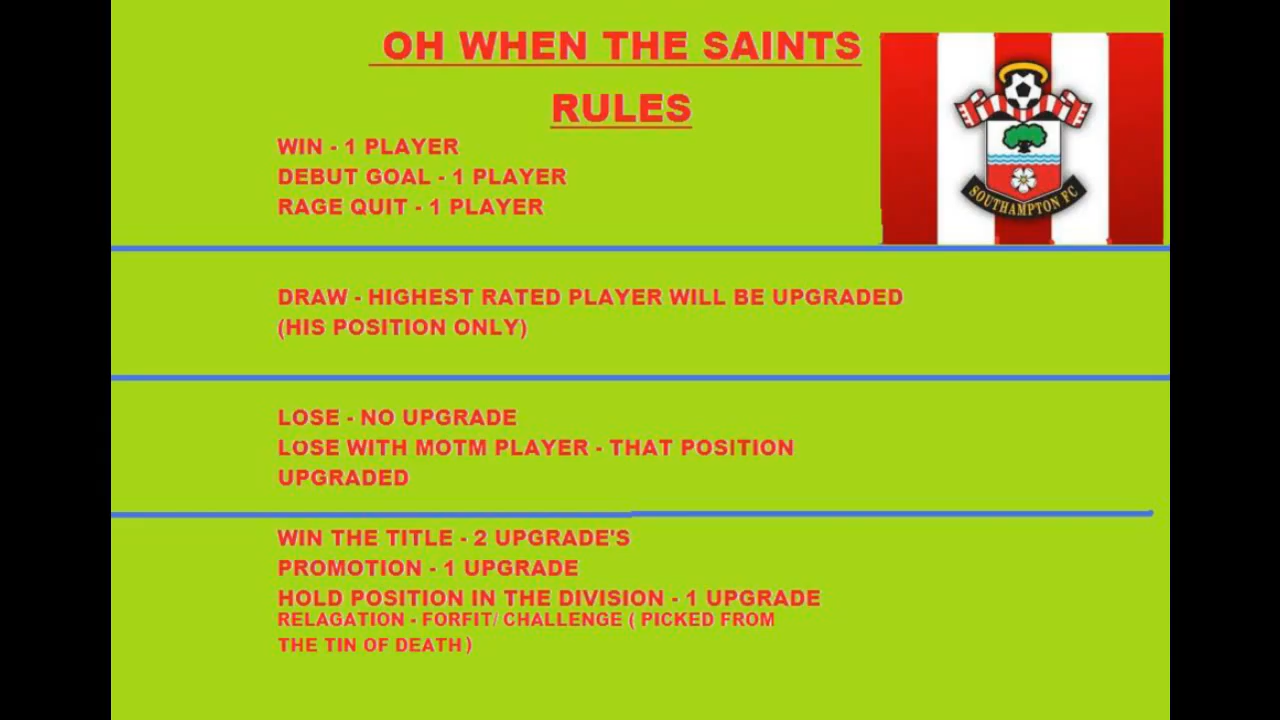 OH WHEN THE SAINTS
RULES
WIN - 1 PLAYER
DEBUT GOAL - 1 PLAYER
RAGE QUIT - 1 PLAYER
SOUTHAMPTON FC
DRAW - HIGHEST RATED PLAYER WILL BE UPGRADED
(HIS POSITION ONLY)
LOSE - NO UPGRADE
LOSE WITH MOTM PLAYER - THAT POSITION
UPGRADED
WIN THE TITLE - 2 UPGRADE'S
PROMOTION - 1 UPGRADE
HOLD POSITION IN THE DIVISION - 1 UPGRADE
RELAGATION - FORFIT/ CHALLENGE ( PICKED FROM
THE TIN OF DEATH )